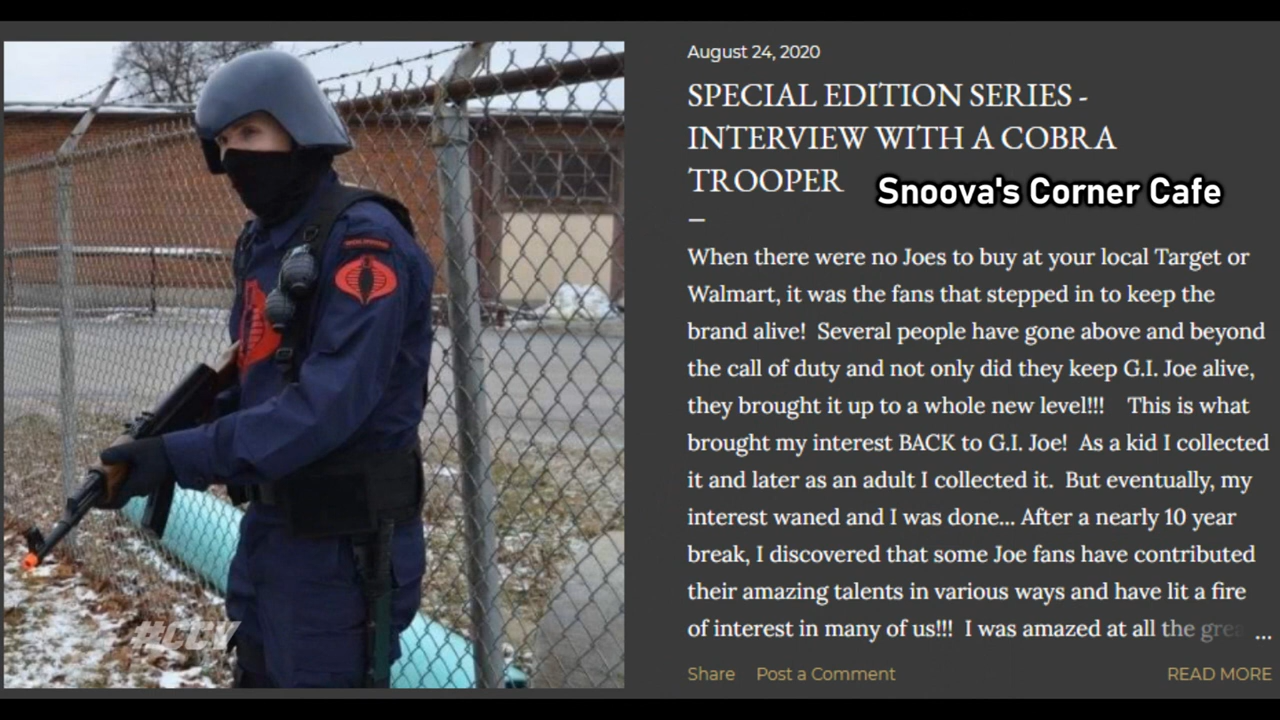 August 24, 2020
SPECIAL EDITION SERIES -
INTERVIEW WITH A COBRA
TROOPER
Snoova's Corner Cafe
When there were no Joes to buy at your local Target or
Walmart, it was the fans that stepped in to keep the
brand alive!  Several people have gone above and beyond
the call of duty and not only did they keep G.I. Joe alive,
they brought it up to a whole new level!!!    This is what
brought my interest BACK to G.I. Joe!  As a kid I collected
it and later as an adult I collected it.  But eventually, my
interest waned and I was done... After a nearly 10 year
break, I discovered that some Joe fans have contributed
their amazing talents in various ways and have lit a fire
of interest in many of us!!!  I was amazed at all the grea ...
Share Post a Comment READ MORE
#CCY